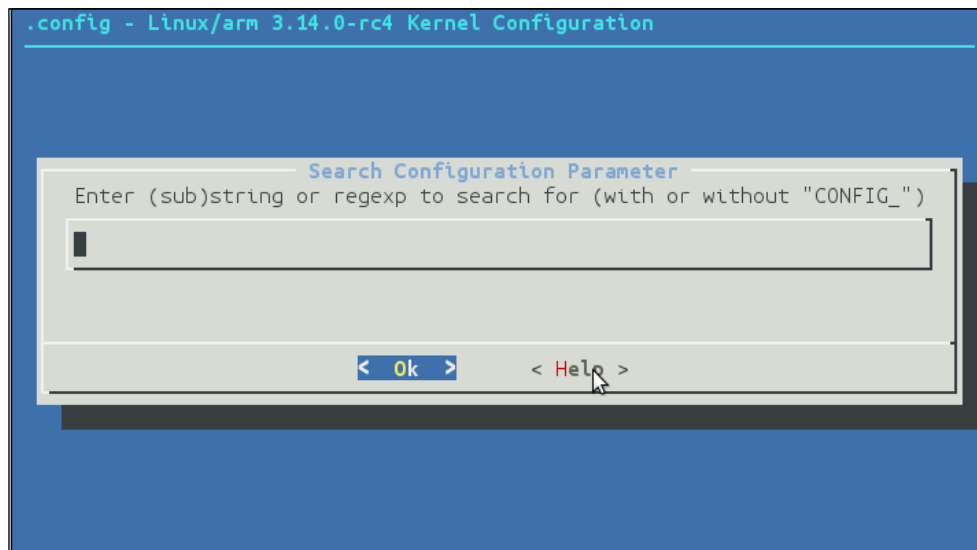 .config - Linux/arm 3.14.0-rc4 Kernel Configuration
Search Configuration Parameter
Enter (sub)string or regexp to search for (with or without "CONFIG_")
< Ok > < Help >